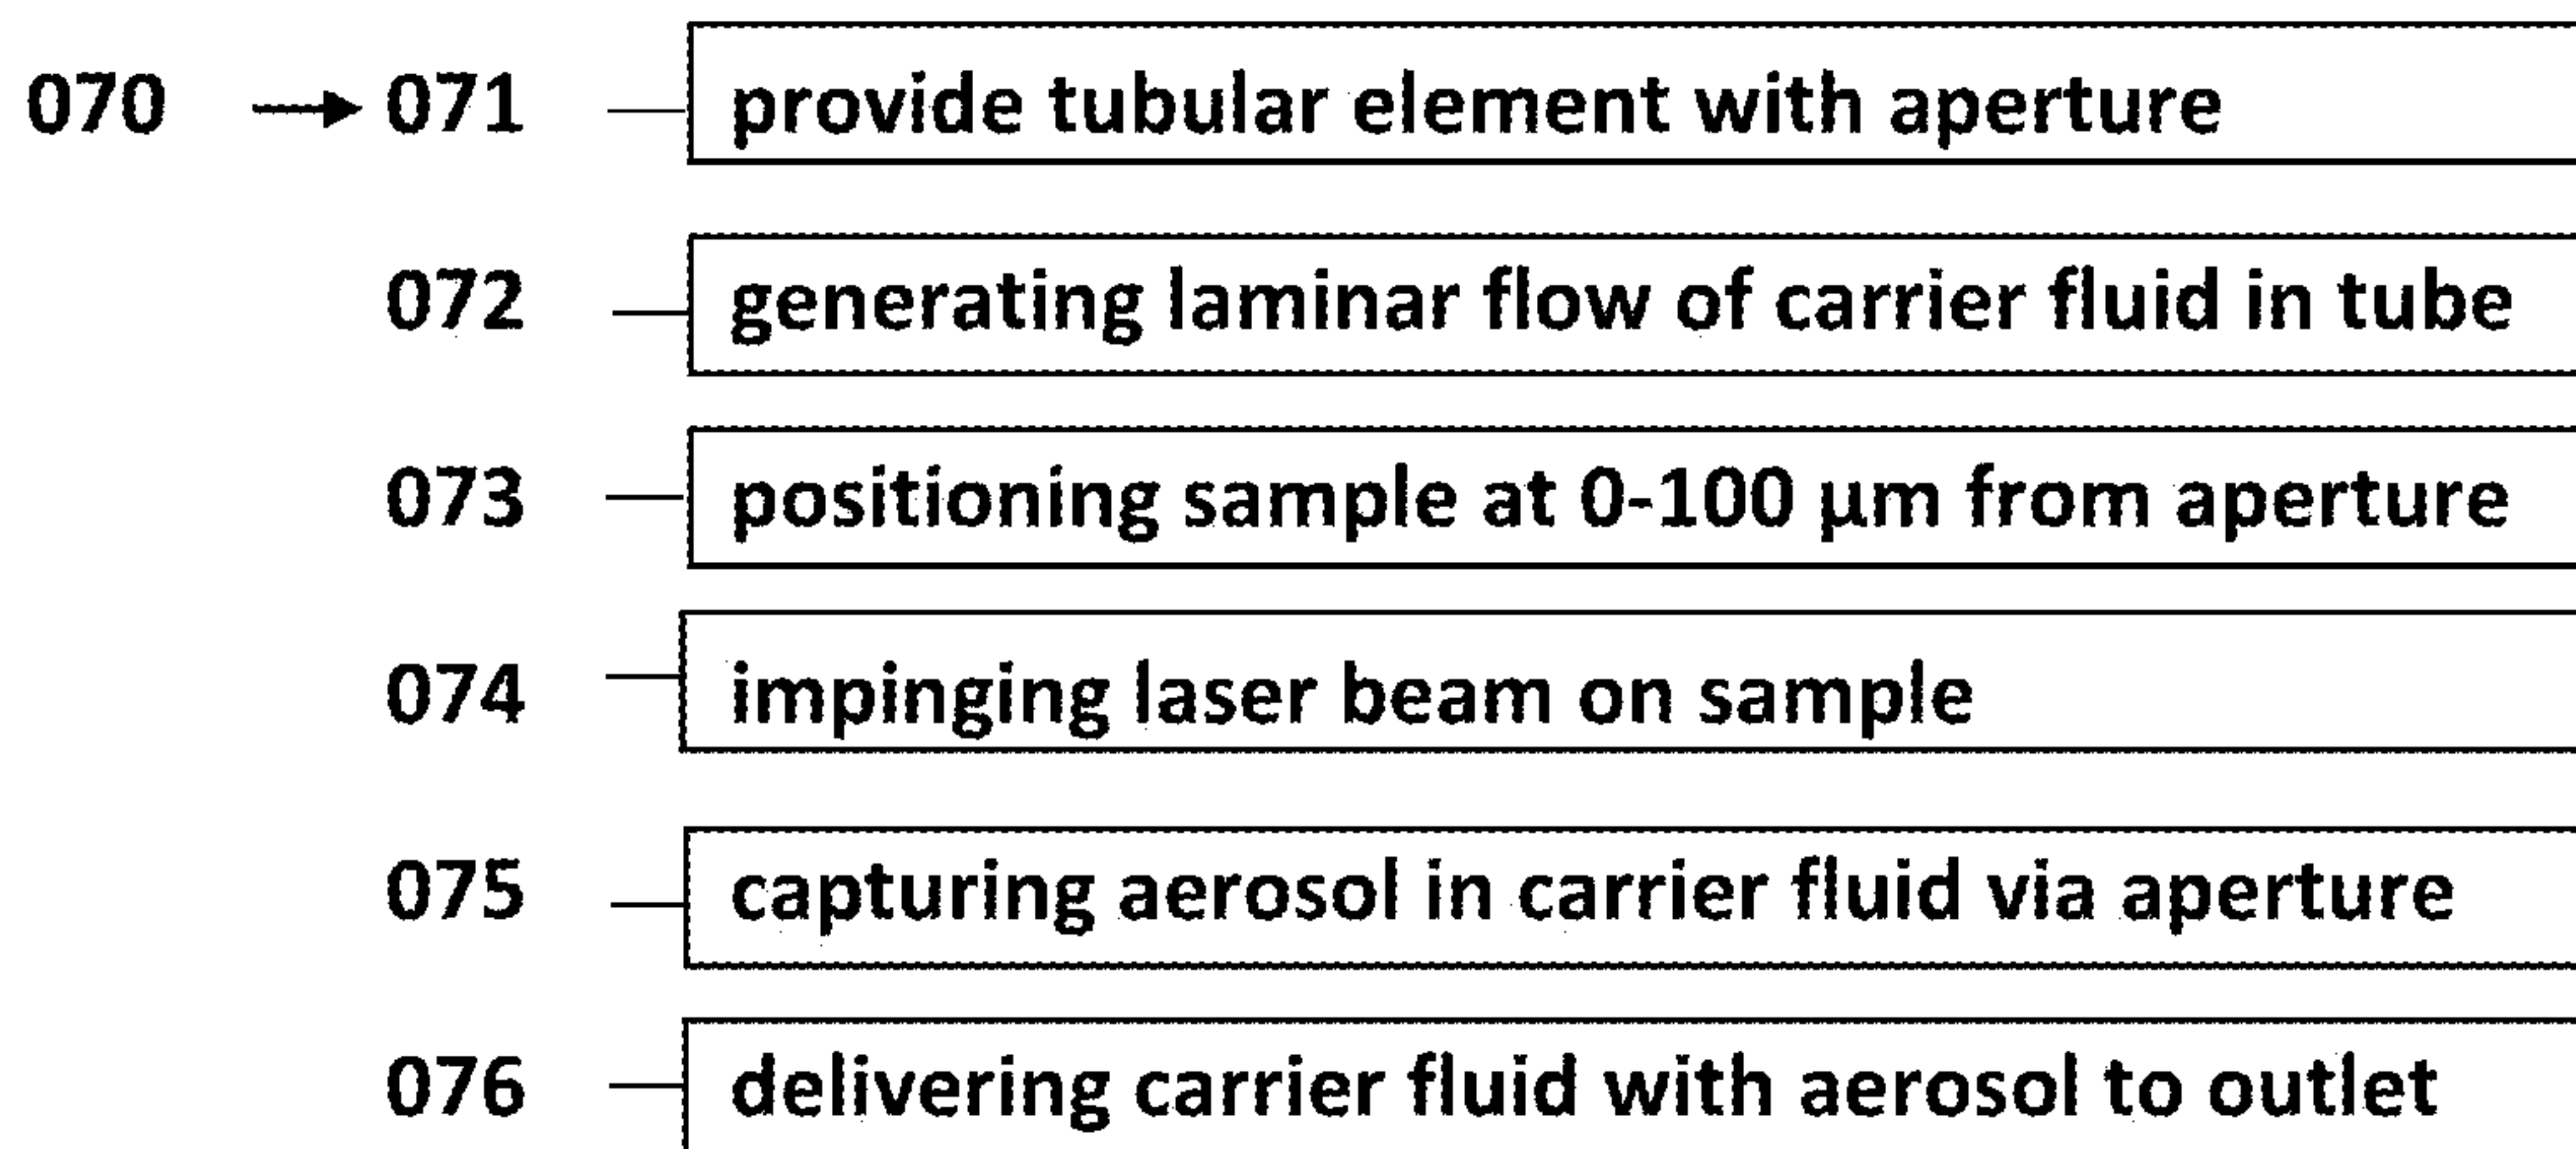 070 → 071 provide tubular element with aperture
072 generating laminar flow of carrier fluid in tube
073 positioning sample at 0-100 µm from aperture
074 impinging laser beam on sample
075 capturing aerosol in carrier fluid via aperture
076 delivering carrier fluid with aerosol to outlet